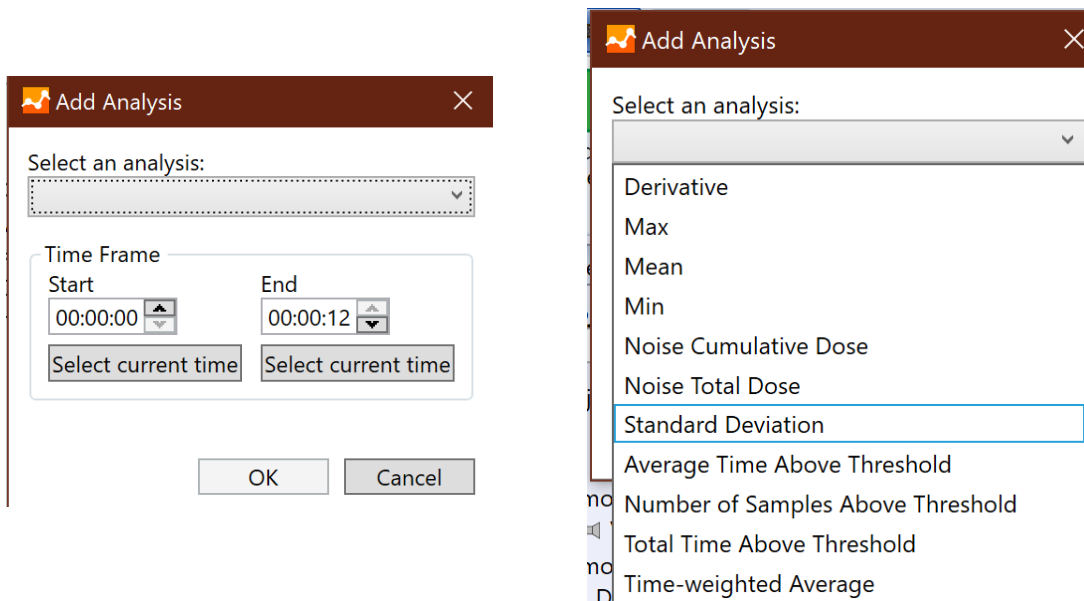 Add Analysis
Select an analysis:
Time Frame
Start End
00:00:00 00:00:12
Select current time Select current time
OK Cancel
Add Analysis
Select an analysis:
Derivative
Max
Mean
Min
Noise Cumulative Dose
Noise Total Dose
Standard Deviation
Average Time Above Threshold
Number of Samples Above Threshold
Total Time Above Threshold
Time-weighted Average